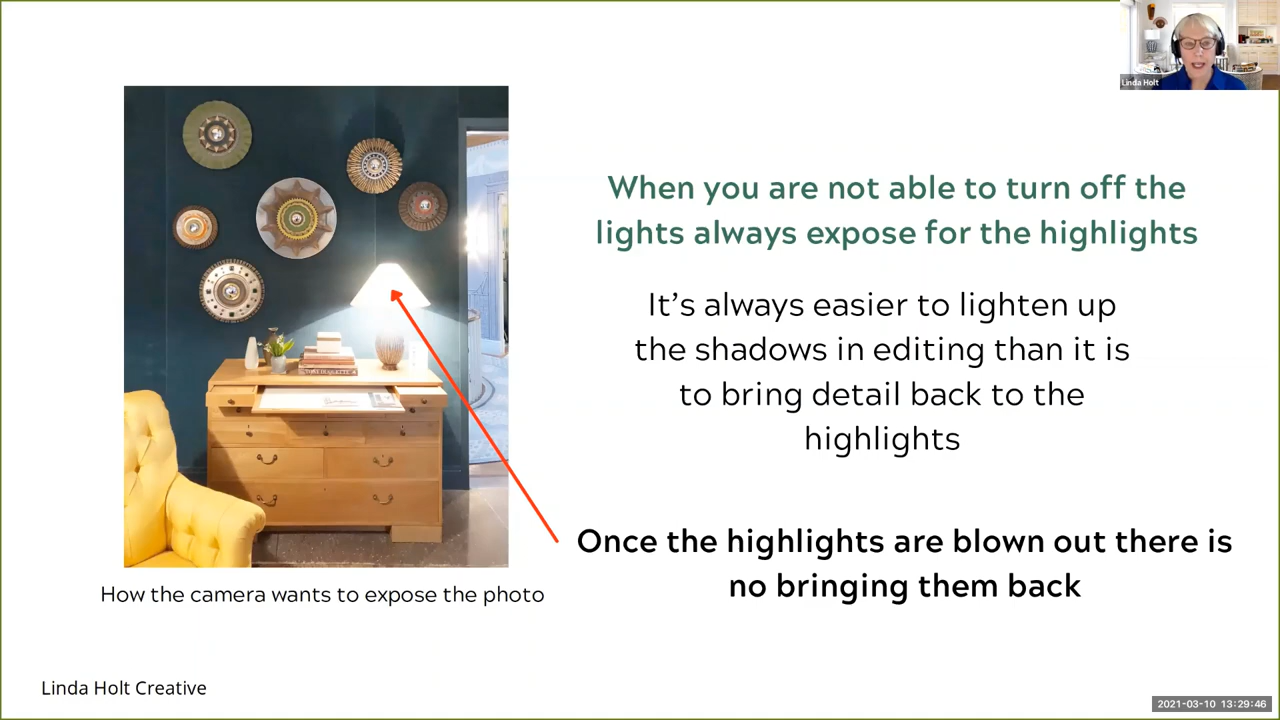 Linda Holt
When you are not able to turn off the
lights always expose for the highlights
It's always easier to lighten up
the shadows in editing than it is
to bring detail back to the
highlights
Once the highlights are blown out there is
no bringing them back
How the camera wants to expose the photo
Linda Holt Creative
2021-03-10 13:29:46